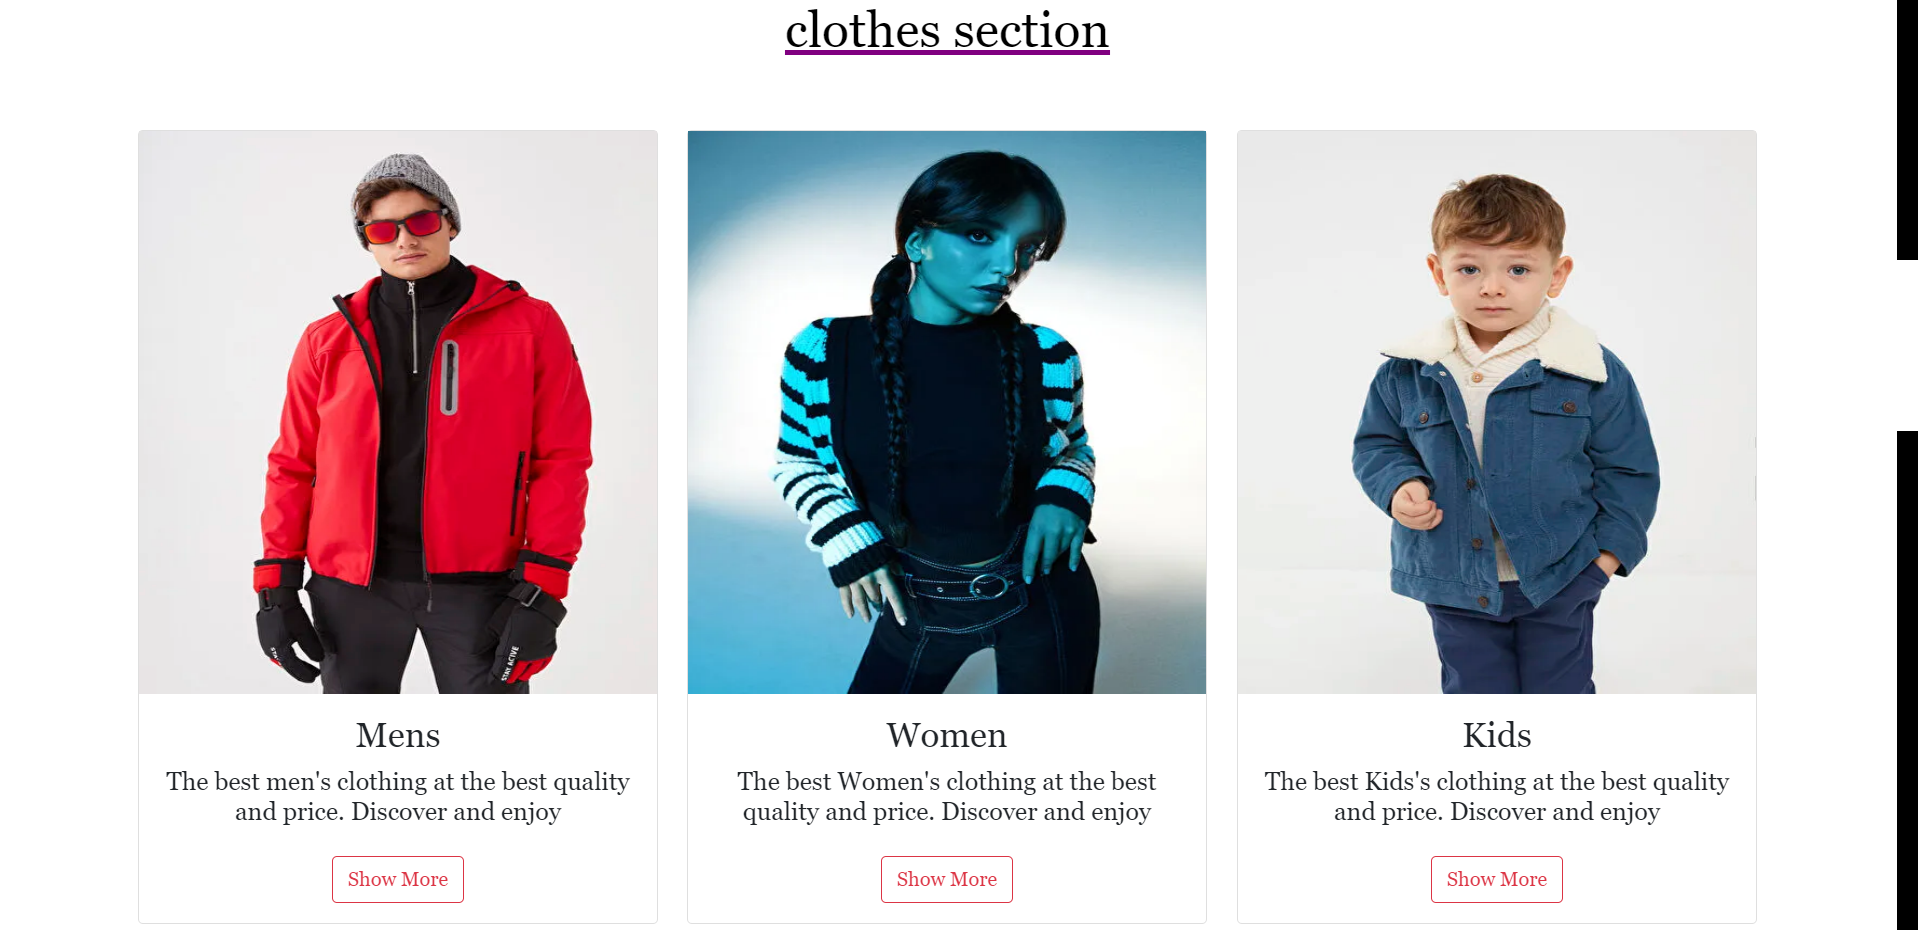 clothes section
STAY ACTIVE
Mens
The best men's clothing at the best quality
and price. Discover and enjoy
Show More
Women
The best Women's clothing at the best
quality and price. Discover and enjoy
Show More
Kids
The best Kids's clothing at the best quality
and price. Discover and enjoy
Show More